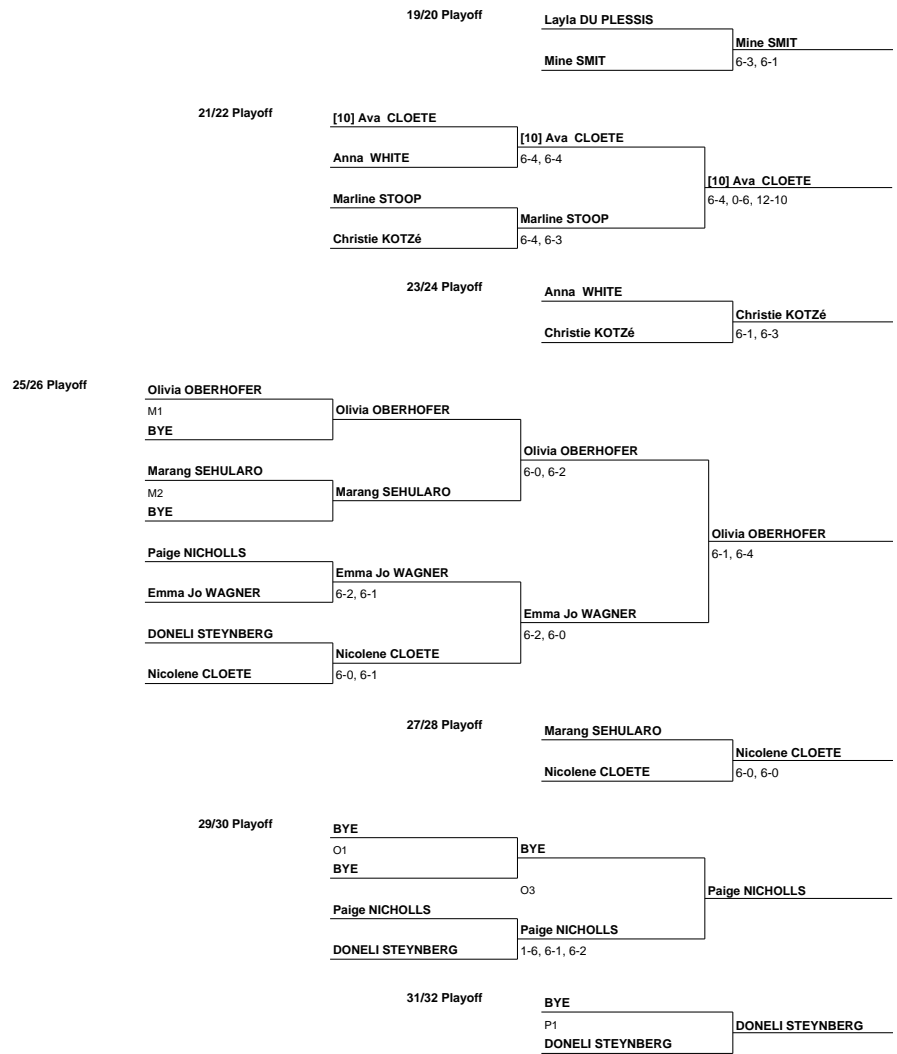 19/20 Playoff
Layla DU PLESSIS
Mine SMIT
Mine SMIT
6-3, 6-1
21/22 Playoff
[10] Ava CLOETE
[10] Ava CLOETE
Anna WHITE
6-4, 6-4
[10] Ava CLOETE
Marline STOOP
6-4, 0-6, 12-10
Marline STOOP
Christie KOTZé
6-4, 6-3
23/24 Playoff
Anna WHITE
Christie KOTZé
Christie KOTZé
6-1, 6-3
25/26 Playoff
Olivia OBERHOFER
M1
Olivia OBERHOFER
BYE
Olivia OBERHOFER
Marang SEHULARO
6-0, 6-2
M2
Marang SEHULARO
BYE
Olivia OBERHOFER
Paige NICHOLLS
6-1, 6-4
Emma Jo WAGNER
Emma Jo WAGNER
6-2, 6-1
Emma Jo WAGNER
DONELI STEYNBERG
6-2, 6-0
Nicolene CLOETE
Nicolene CLOETE
6-0, 6-1
27/28 Playoff
Marang SEHULARO
Nicolene CLOETE
Nicolene CLOETE
6-0, 6-0
29/30 Playoff
BYE
O1
BYE
BYE
O3
Paige NICHOLLS
Paige NICHOLLS
Paige NICHOLLS
DONELI STEYNBERG
1-6, 6-1, 6-2
31/32 Playoff
BYE
P1
DONELI STEYNBERG
DONELI STEYNBERG